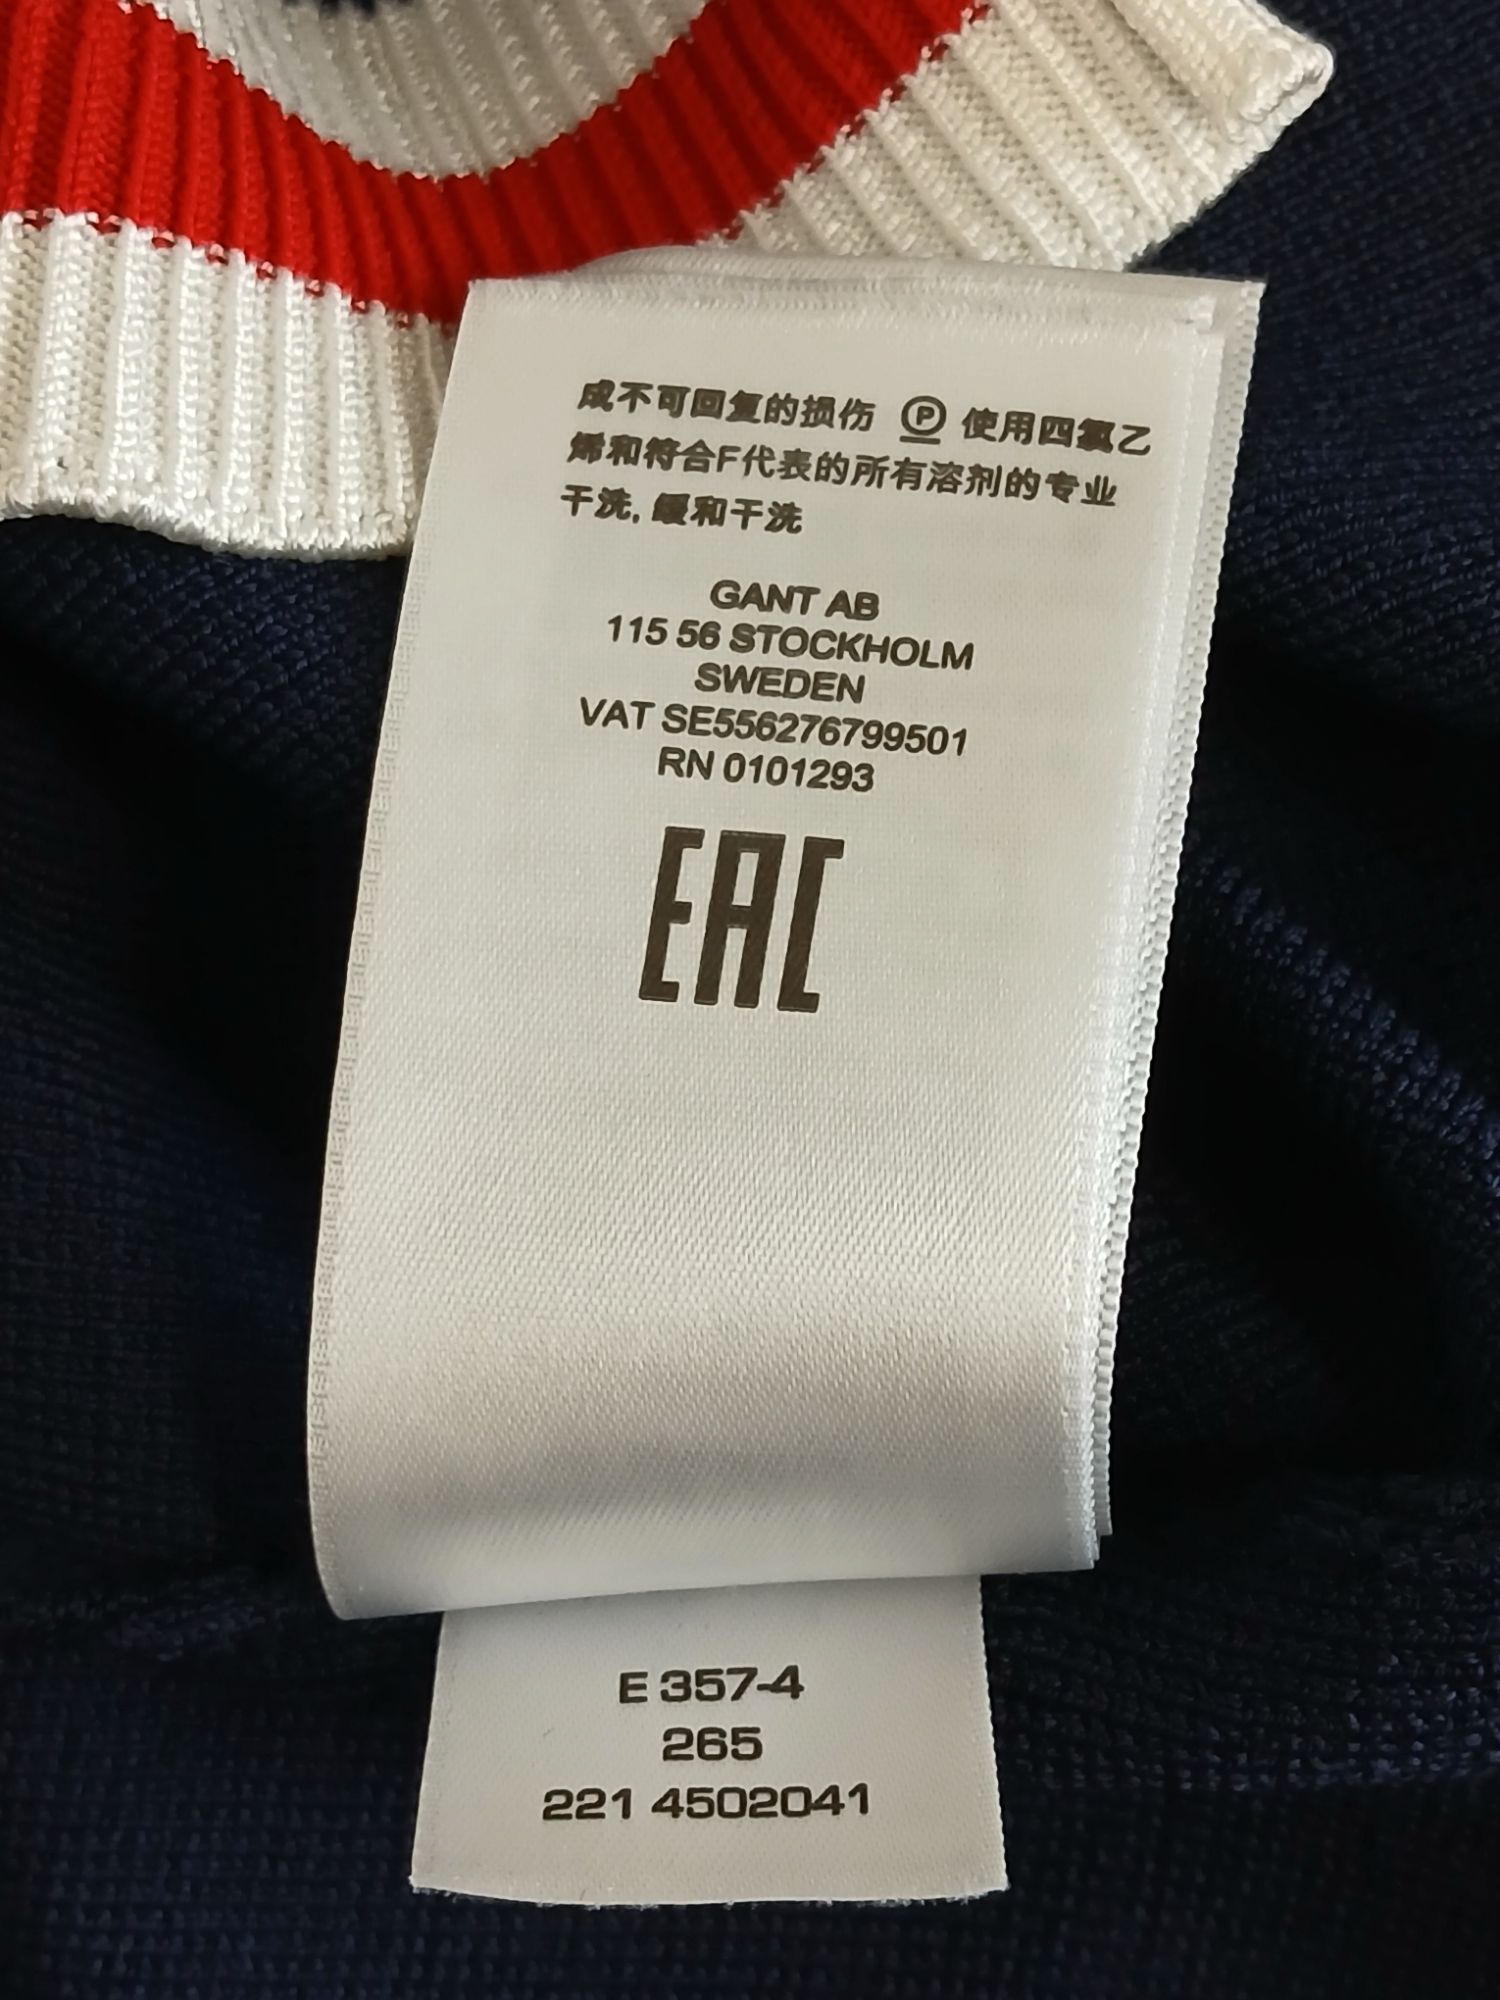 成不可回复的损伤 Ⓟ 使用四氯乙
烯和符合F代表的所有溶剂的专业
干洗, 缓和干洗
GANT AB
115 56 STOCKHOLM
SWEDEN
VAT SE556276799501
RN 0101293
EAC
E 357-4
265
221 4502041